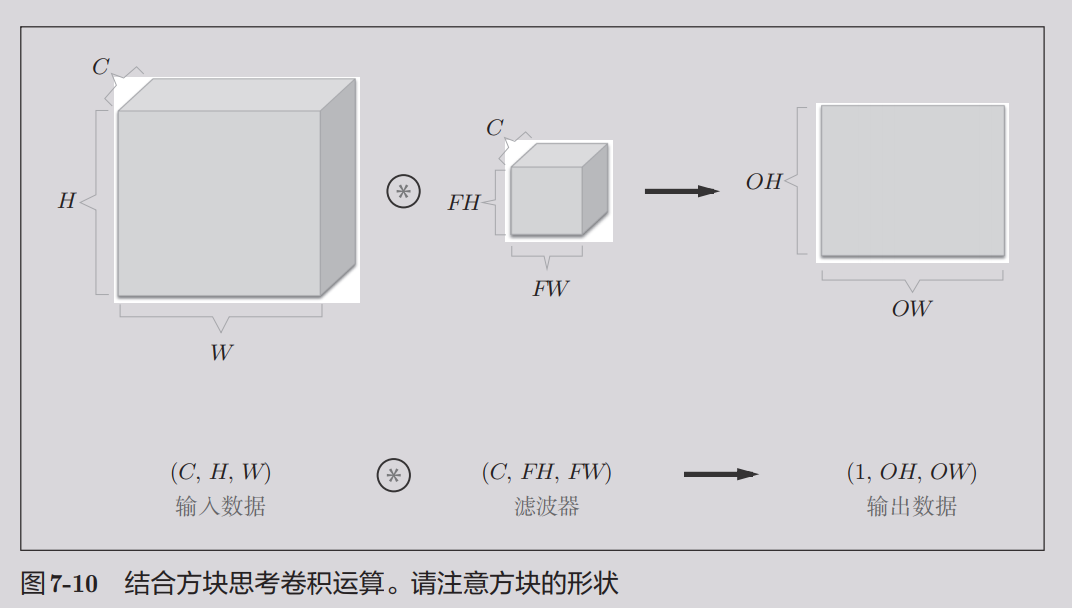 C
C
H
FH
OH
FW
OW
W
(C, H, W) ⊛ (C, FH, FW) → (1, OH, OW)
输入数据 滤波器 输出数据
图7-10 结合方块思考卷积运算。请注意方块的形状